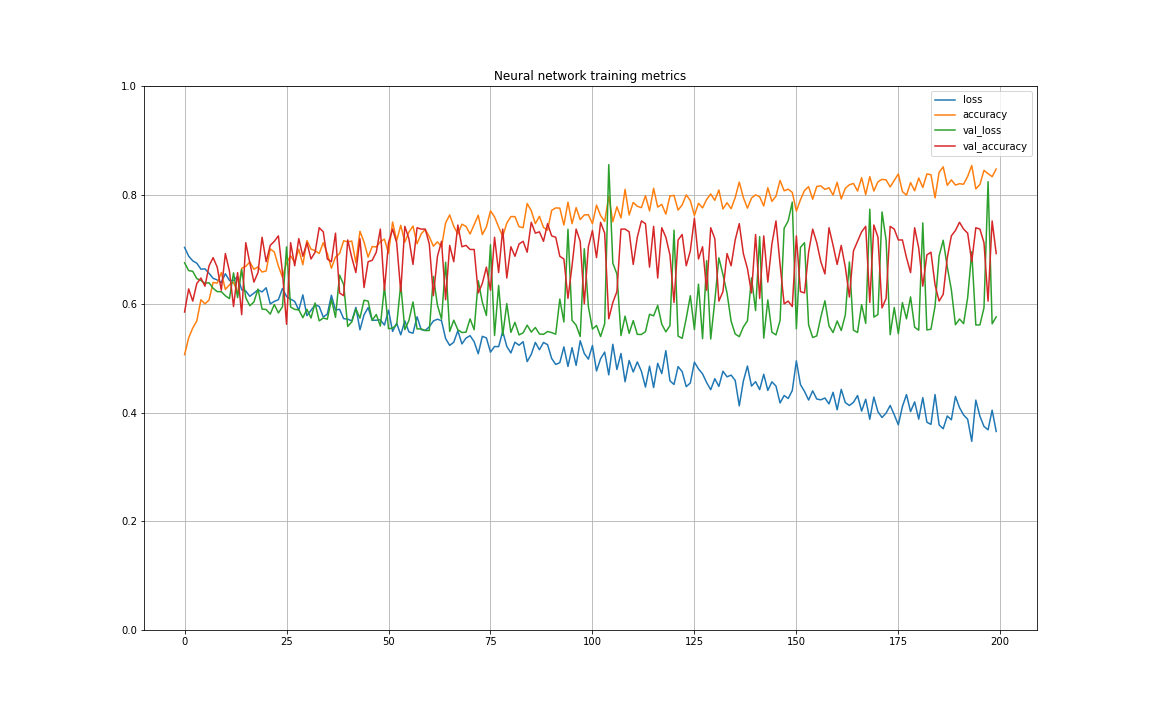 Neural network training metrics
loss
accuracy
val_loss
val_accuracy
1.0
0.8
0.6
0.4
0.2
0.0
0 25 50 75 100 125 150 175 200